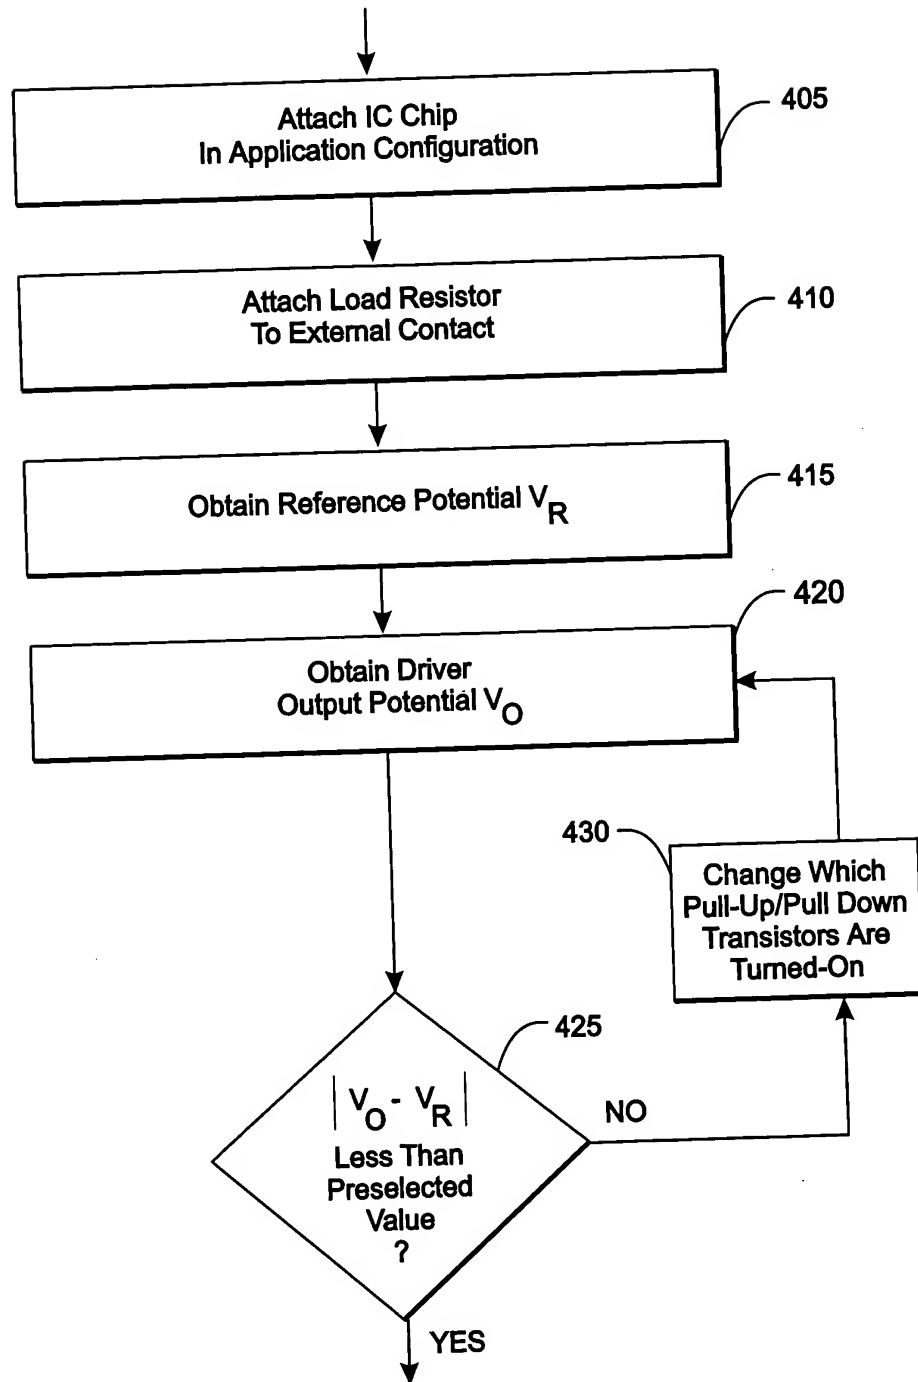 Attach IC Chip
In Application Configuration
405
Attach Load Resistor
To External Contact
410
Obtain Reference Potential VR
415
420
Obtain Driver
Output Potential VO
430
Change Which
Pull-Up/Pull Down
Transistors Are
Turned-On
425
| VO - VR |
Less Than
Preselected
Value
?
NO
YES